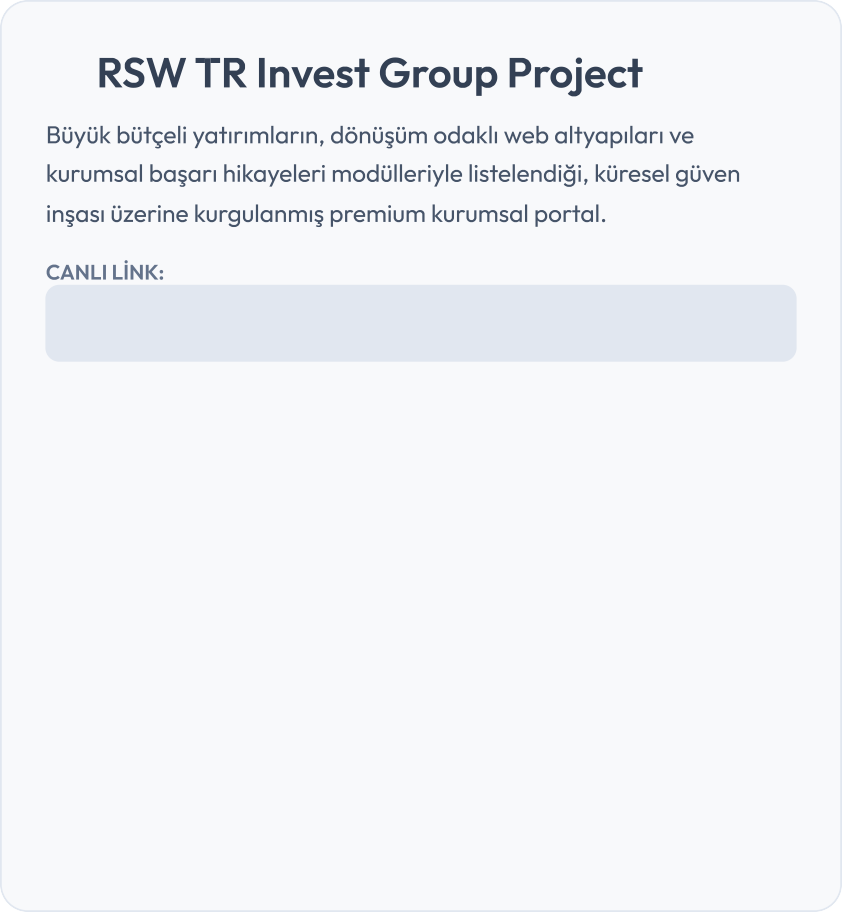 RSW TR Invest Group Project
Büyük bütçeli yatırımların, dönüşüm odaklı web altyapıları ve
kurumsal başarı hikayeleri modülleriyle listelendiği, küresel güven
inşası üzerine kurgulanmış premium kurumsal portal.
CANLI LİNK: